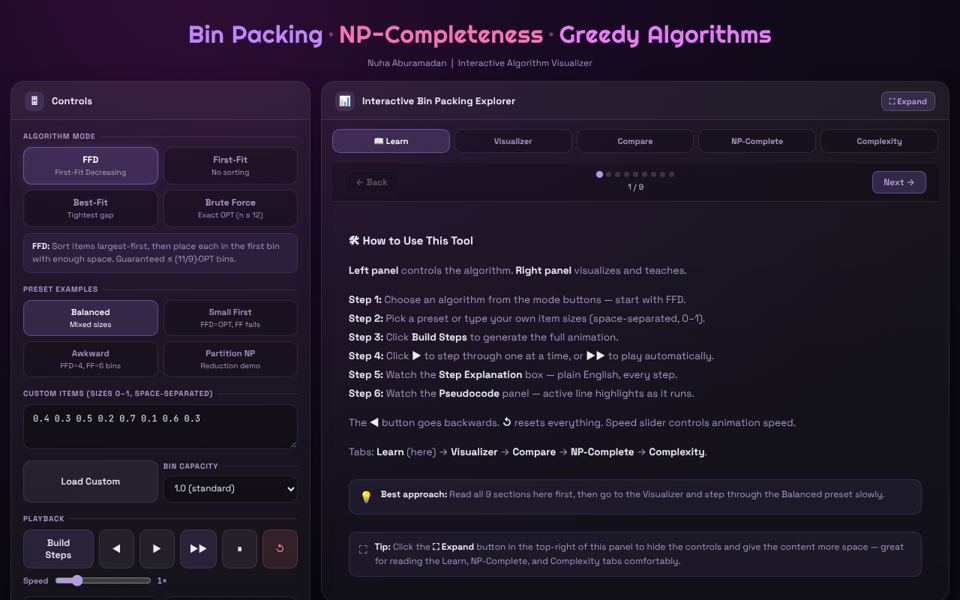 Bin Packing · NP-Completeness · Greedy Algorithms
Nuha Aburamadan | Interactive Algorithm Visualizer
Controls
ALGORITHM MODE
FFD
First-Fit Decreasing
First-Fit
No sorting
Best-Fit
Tightest gap
Brute Force
Exact OPT (n ≤ 12)
FFD: Sort items largest-first, then place each in the first bin
with enough space. Guaranteed ≤ (11/9)·OPT bins.
PRESET EXAMPLES
Balanced
Mixed sizes
Small First
FFD=OPT, FF fails
Awkward
FFD=4, FF=6 bins
Partition NP
Reduction demo
CUSTOM ITEMS (SIZES 0–1, SPACE-SEPARATED)
0.4 0.3 0.5 0.2 0.7 0.1 0.6 0.3
Load Custom
BIN CAPACITY
1.0 (standard)
PLAYBACK
Build
Steps
◀ ▶ ▶▶ ⏹ ↺
Speed 1×
📊 Interactive Bin Packing Explorer
⛶ Expand
📖 Learn
Visualizer
Compare
NP-Complete
Complexity
← Back
1 / 9
Next →
🛠 How to Use This Tool
Left panel controls the algorithm. Right panel visualizes and teaches.
Step 1: Choose an algorithm from the mode buttons — start with FFD.
Step 2: Pick a preset or type your own item sizes (space-separated, 0–1).
Step 3: Click Build Steps to generate the full animation.
Step 4: Click ▶ to step through one at a time, or ▶▶ to play automatically.
Step 5: Watch the Step Explanation box — plain English, every step.
Step 6: Watch the Pseudocode panel — active line highlights as it runs.
The ◀ button goes backwards. ↺ resets everything. Speed slider controls animation speed.
Tabs: Learn (here) → Visualizer → Compare → NP-Complete → Complexity.
💡 Best approach: Read all 9 sections here first, then go to the Visualizer and step through the Balanced preset slowly.
⛶ Tip: Click the ⛶ Expand button in the top-right of this panel to hide the controls and give the content more space — great
for reading the Learn, NP-Complete, and Complexity tabs comfortably.